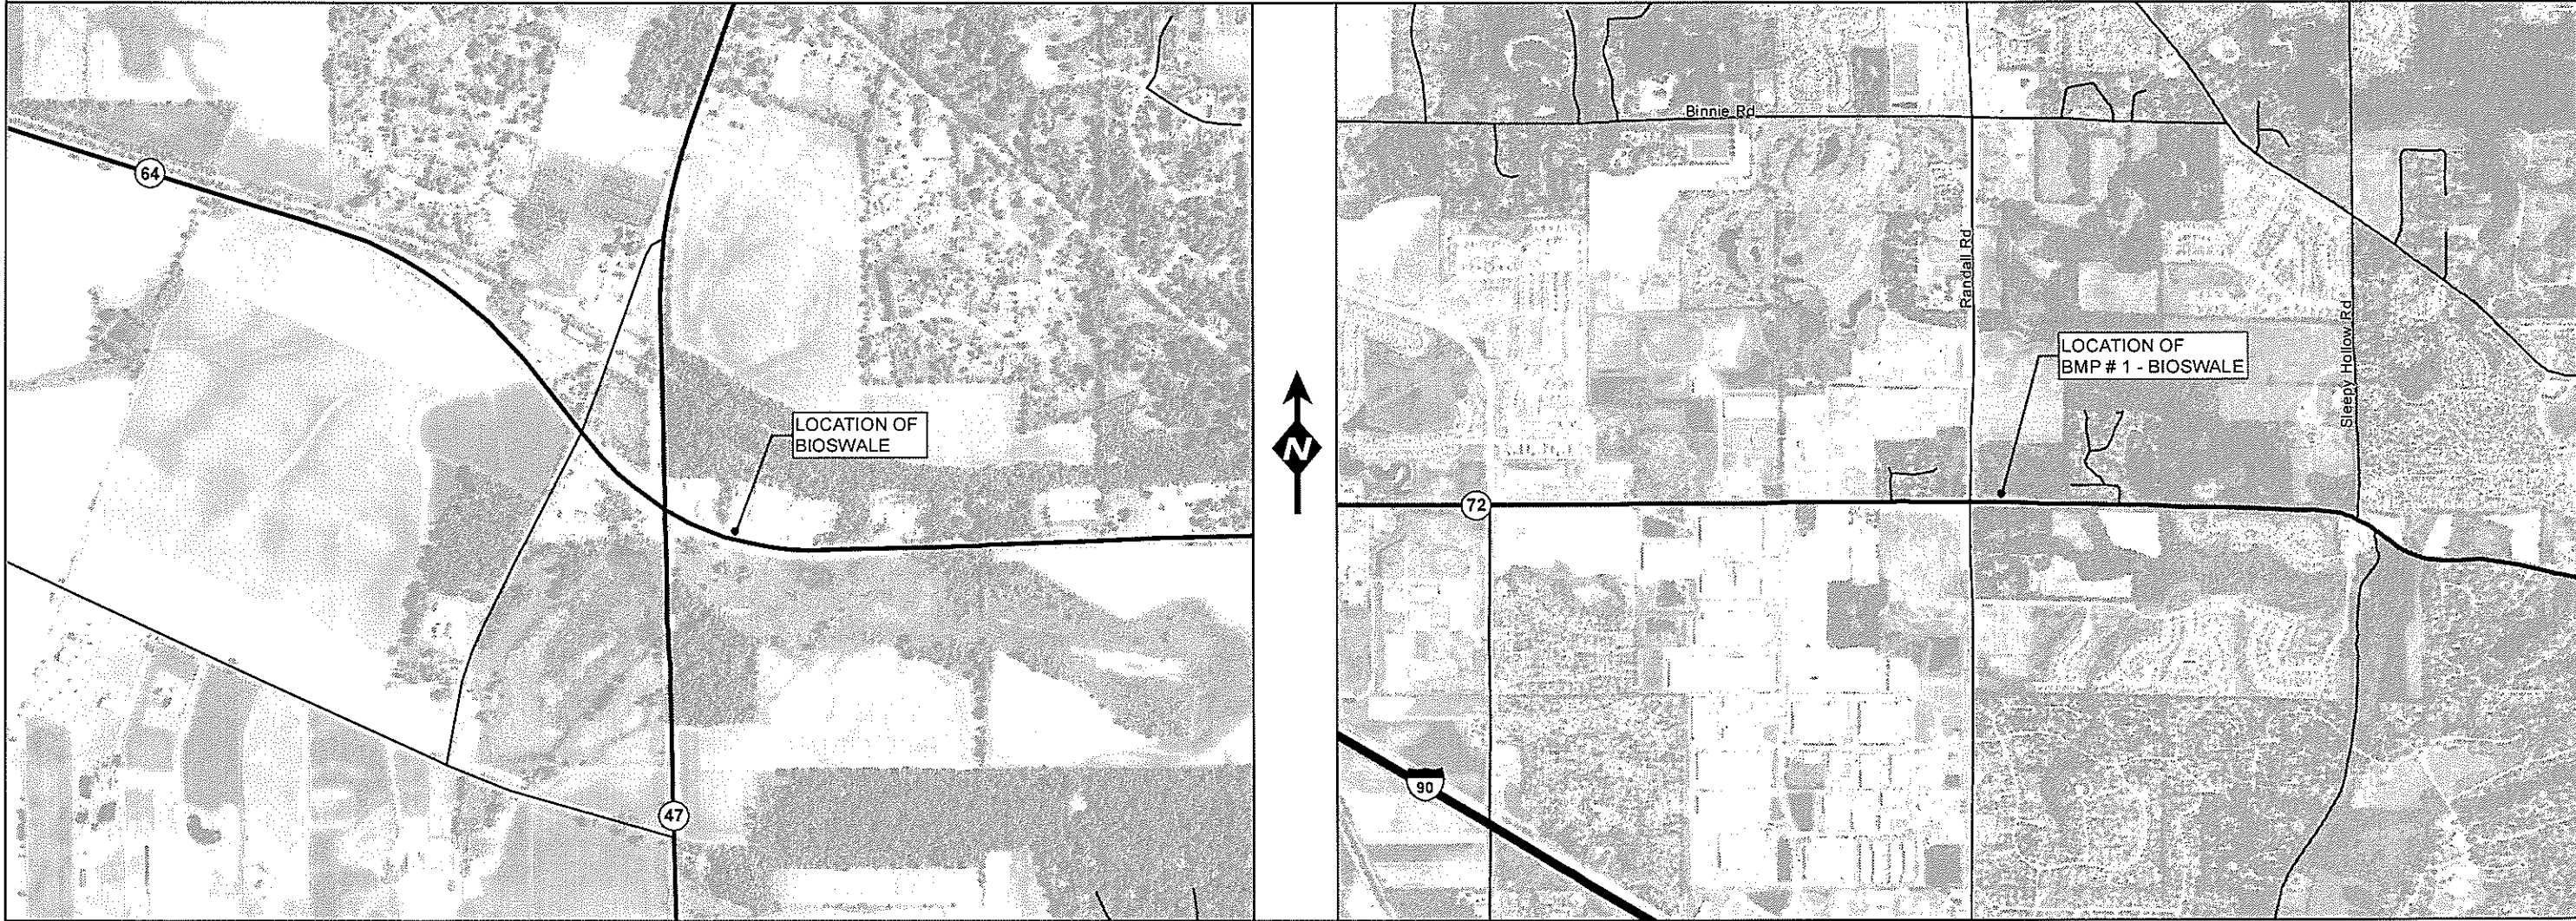 64
LOCATION OF
BIOSWALE
47
N
Binnie Rd
Randall Rd
Sleepy Hollow Rd
LOCATION OF
BMP # 1 - BIOSWALE
72
90